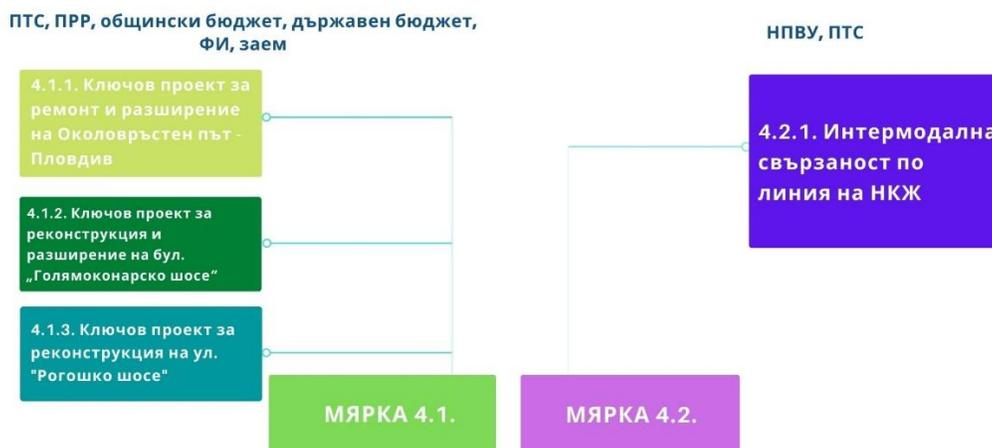 ПТС, ПРР, общински бюджет, държавен бюджет,
ФИ, заем
4.1.1. Ключов проект за
ремонт и разширение
на Околовръстен път -
Пловдив
4.1.2. Ключов проект за
реконструкция и
разширение на бул.
„Голямоконарско шосе“
4.1.3. Ключов проект за
реконструкция на ул.
"Рогошко шосе"
МЯРКА 4.1.
НПВУ, ПТС
4.2.1. Интермодална
свързаност по
линия на НКЖ
МЯРКА 4.2.